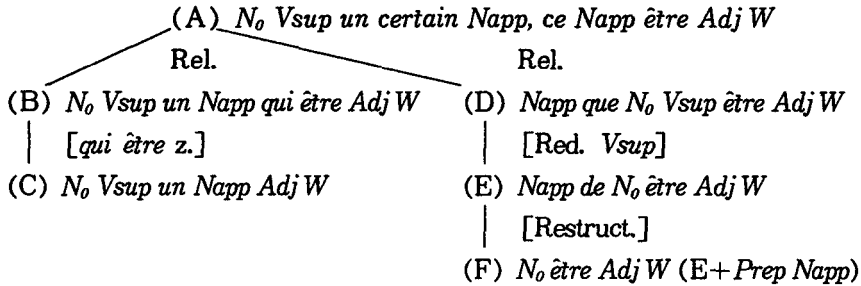 (A) N₀ Vsup un certain Napp, ce Napp être Adj W
Rel. Rel.
(B) N₀ Vsup un Napp qui être Adj W (D) Napp que N₀ Vsup être Adj W
[qui être z.] [Red. Vsup]
(C) N₀ Vsup un Napp Adj W (E) Napp de N₀ être Adj W
[Restruct.]
(F) N₀ être Adj W (E+Prep Napp)